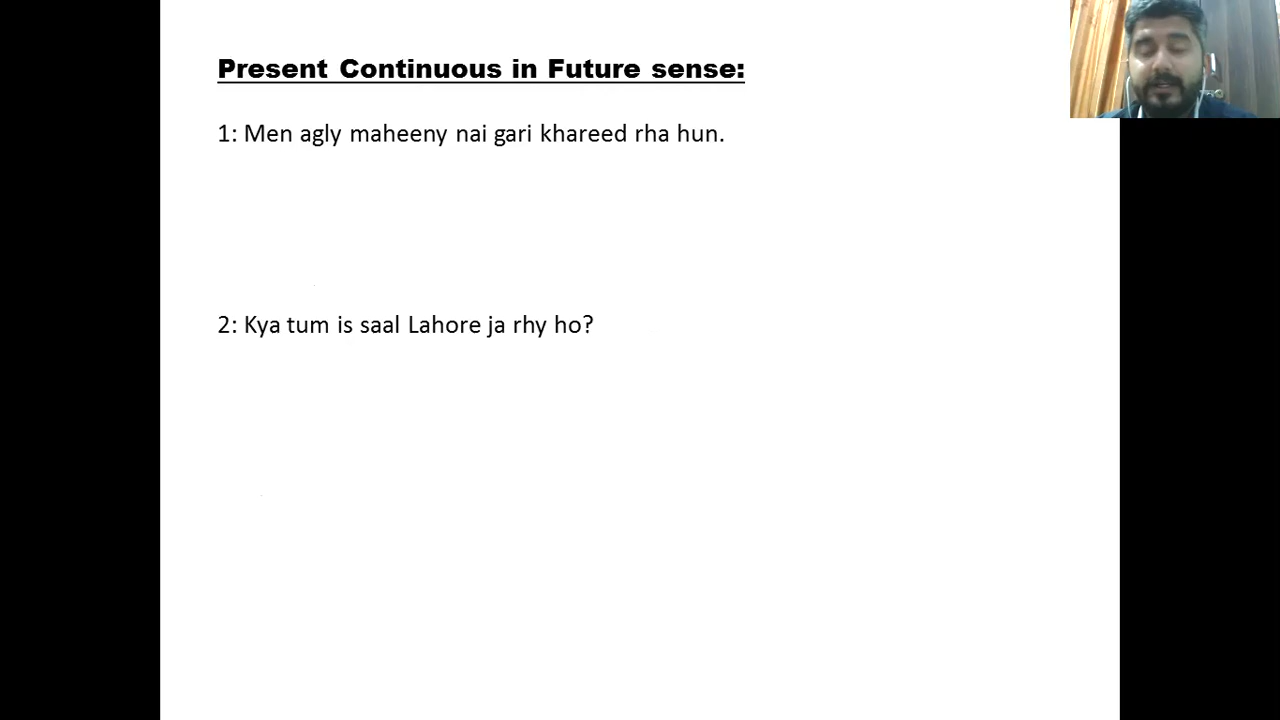 Present Continuous in Future sense:
1: Men agly maheeny nai gari khareed rha hun.
2: Kya tum is saal Lahore ja rhy ho?